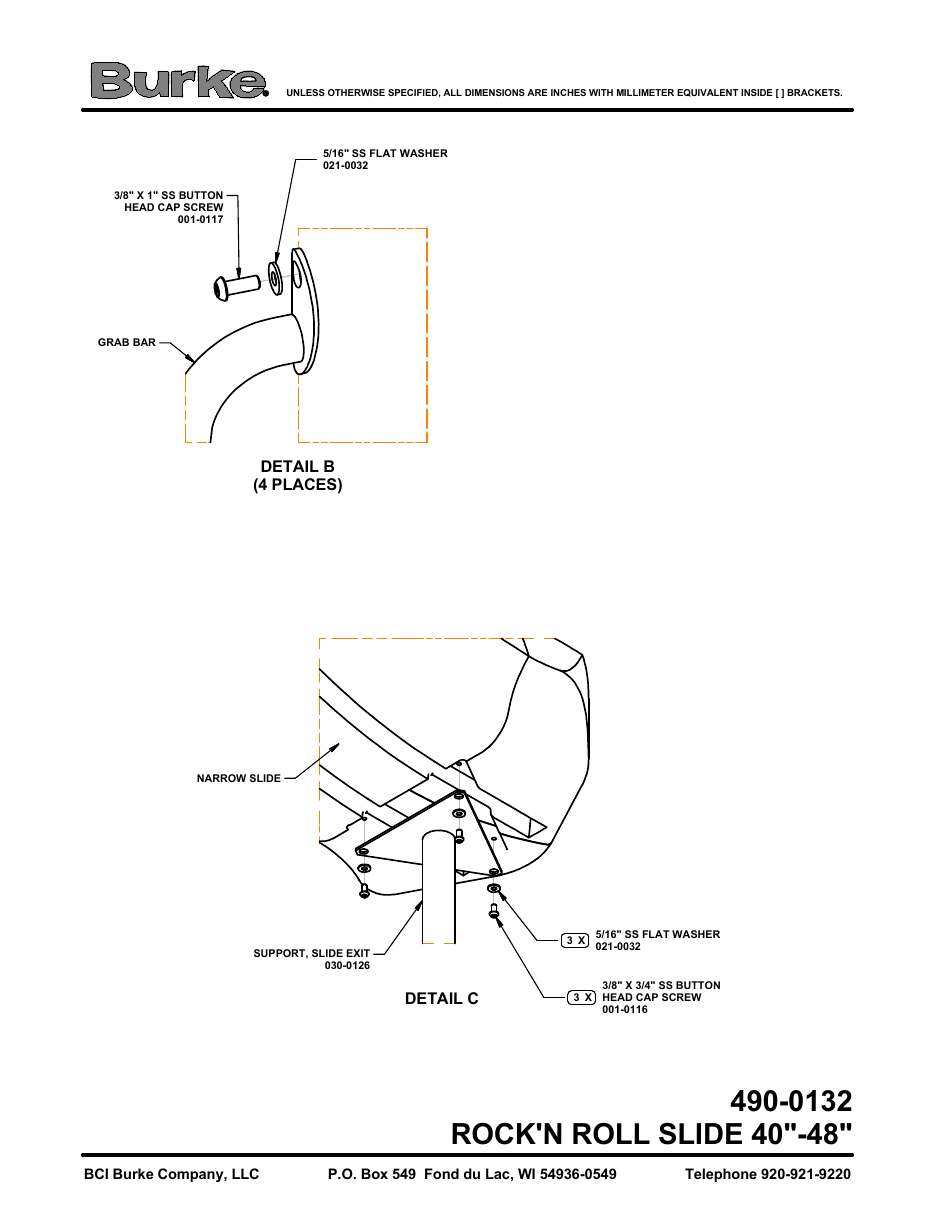 Burke
UNLESS OTHERWISE SPECIFIED, ALL DIMENSIONS ARE INCHES WITH MILLIMETER EQUIVALENT INSIDE [ ] BRACKETS.
5/16" SS FLAT WASHER
021-0032
3/8" X 1" SS BUTTON
HEAD CAP SCREW
001-0117
GRAB BAR
DETAIL B
(4 PLACES)
NARROW SLIDE
3 X
5/16" SS FLAT WASHER
021-0032
SUPPORT, SLIDE EXIT
030-0126
3 X
3/8" X 3/4" SS BUTTON
HEAD CAP SCREW
001-0116
DETAIL C
490-0132
ROCK'N ROLL SLIDE 40"-48"
BCI Burke Company, LLC
P.O. Box 549 Fond du Lac, WI 54936-0549
Telephone 920-921-9220